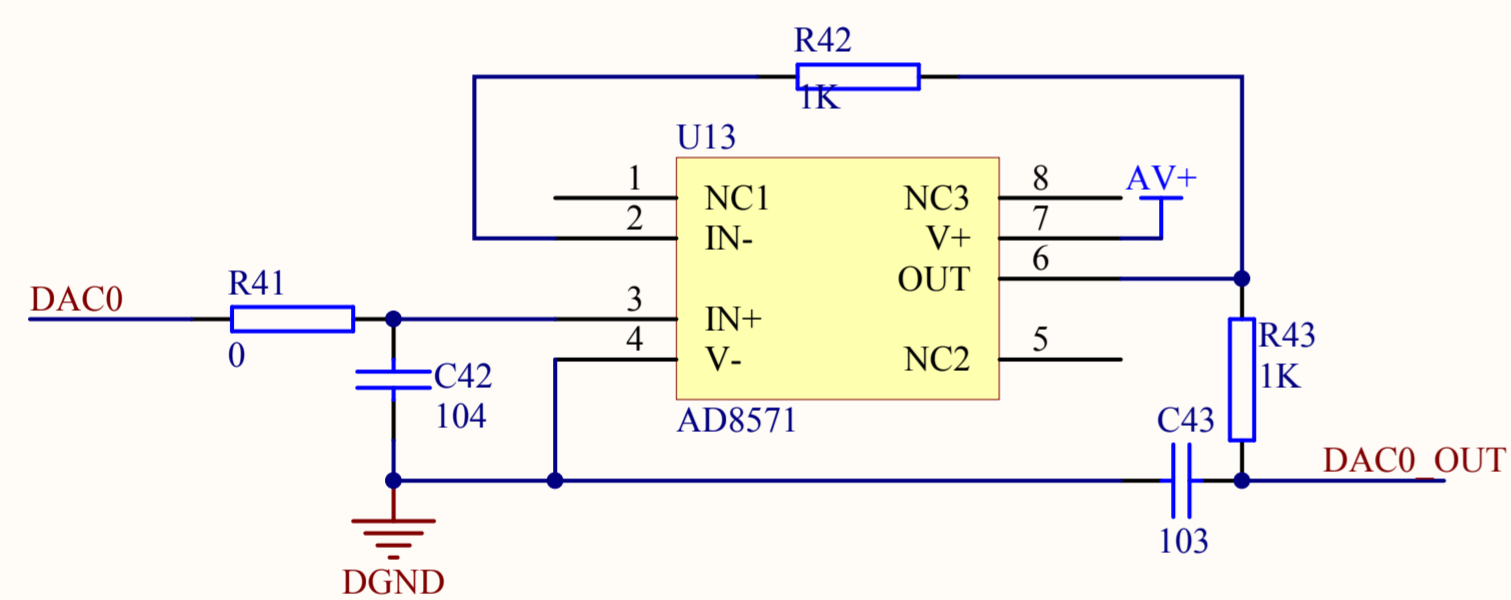 R42
1K
U13
1
NC1
NC3
8
AV+
2
IN-
V+
7
OUT
6
DAC0
R41
0
3
IN+
4
V-
NC2
5
R43
1K
C42
104
AD8571
C43
103
DAC0_OUT
DGND